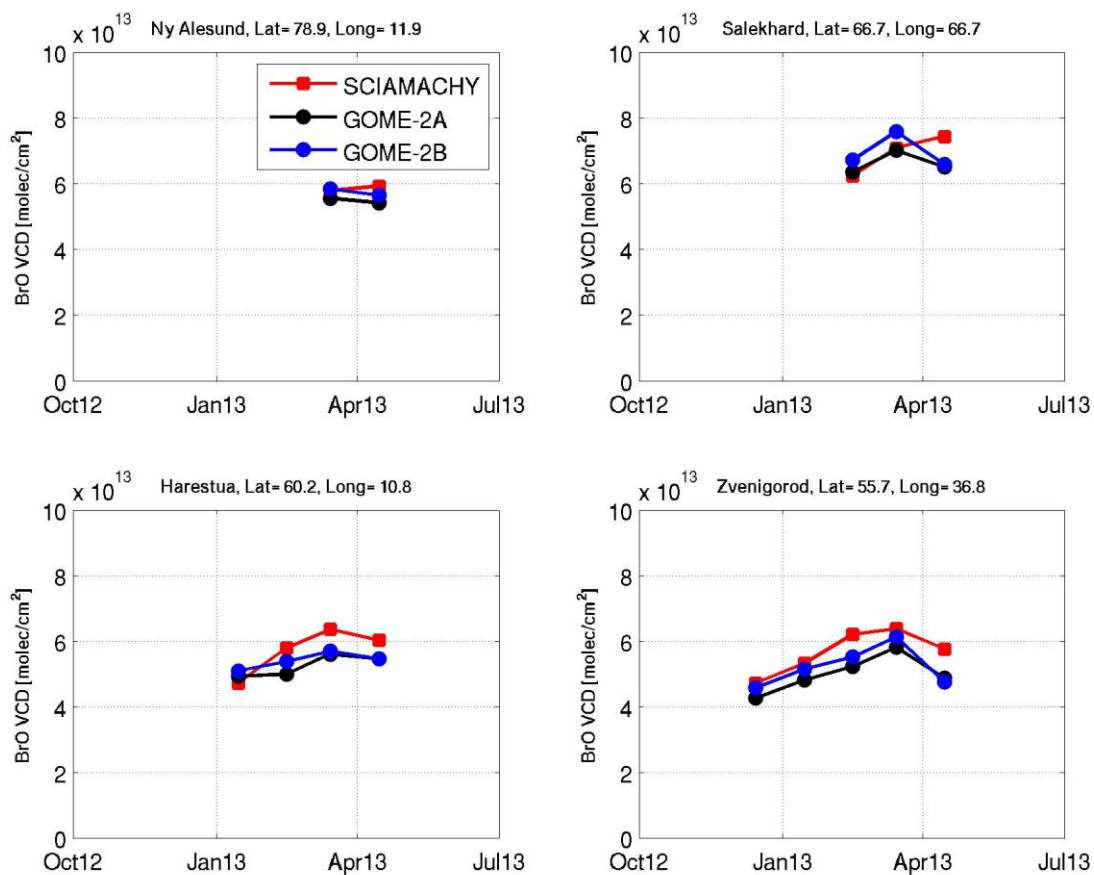 x 10^13 Ny Alesund, Lat= 78.9, Long= 11.9
BrO VCD [molec/cm²]
10
8
6
4
2
0
SCIAMACHY
GOME-2A
GOME-2B
Oct12 Jan13 Apr13 Jul13
x 10^13 Salekhard, Lat= 66.7, Long= 66.7
BrO VCD [molec/cm²]
10
8
6
4
2
0
Oct12 Jan13 Apr13 Jul13
x 10^13 Harestua, Lat= 60.2, Long= 10.8
BrO VCD [molec/cm²]
10
8
6
4
2
0
Oct12 Jan13 Apr13 Jul13
x 10^13 Zvenigorod, Lat= 55.7, Long= 36.8
BrO VCD [molec/cm²]
10
8
6
4
2
0
Oct12 Jan13 Apr13 Jul13